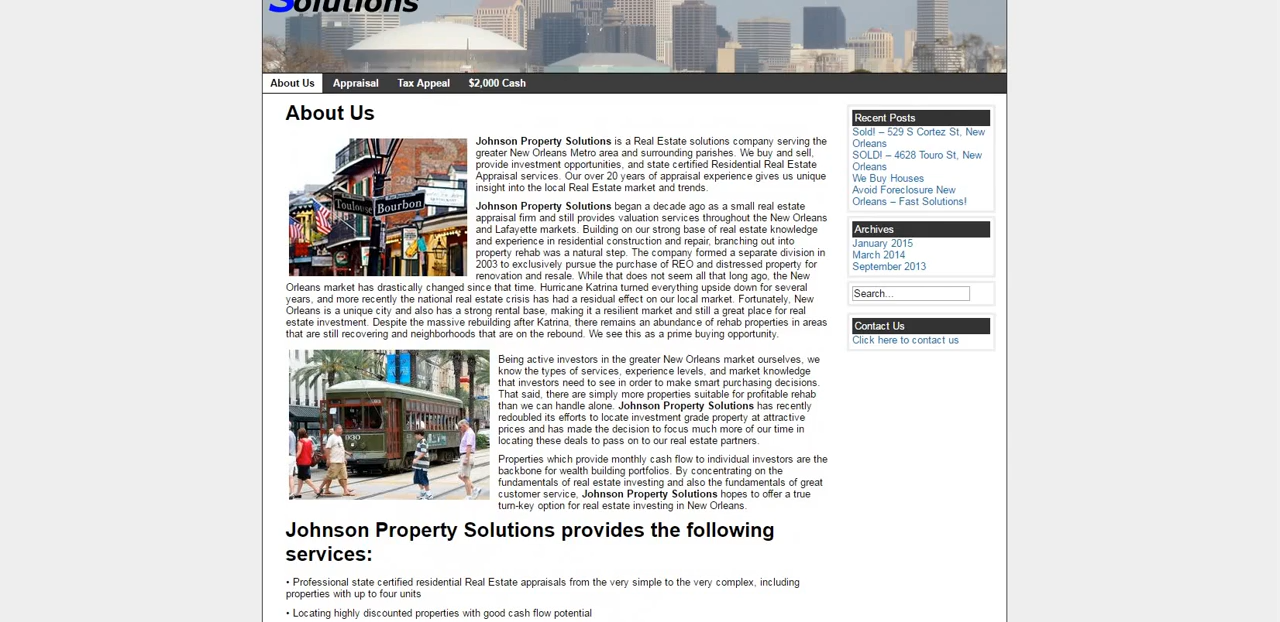 Solutions
About Us
Appraisal
Tax Appeal
$2,000 Cash
About Us
Toulouse
Bourbon
Johnson Property Solutions is a Real Estate solutions company serving the
greater New Orleans Metro area and surrounding parishes. We buy and sell,
provide investment opportunities, and state certified Residential Real Estate
Appraisal services. Our over 20 years of appraisal experience gives us unique
insight into the local Real Estate market and trends.
Johnson Property Solutions began a decade ago as a small real estate
appraisal firm and still provides valuation services throughout the New Orleans
and Lafayette markets. Building on our strong base of real estate knowledge
and experience in residential construction and repair, branching out into
property rehab was a natural step. The company formed a separate division in
2003 to exclusively pursue the purchase of REO and distressed property for
renovation and resale. While that does not seem all that long ago, the New
Orleans market has drastically changed since that time. Hurricane Katrina turned everything upside down for several
years, and more recently the national real estate crisis has had a residual effect on our local market. Fortunately, New
Orleans is a unique city and also has a strong rental base, making it a resilient market and still a great place for real
estate investment. Despite the massive rebuilding after Katrina, there remains an abundance of rehab properties in areas
that are still recovering and neighborhoods that are on the rebound. We see this as a prime buying opportunity.
930
Being active investors in the greater New Orleans market ourselves, we
know the types of services, experience levels, and market knowledge
that investors need to see in order to make smart purchasing decisions.
That said, there are simply more properties suitable for profitable rehab
than we can handle alone. Johnson Property Solutions has recently
redoubled its efforts to locate investment grade property at attractive
prices and has made the decision to focus much more of our time in
locating these deals to pass on to our real estate partners.
Properties which provide monthly cash flow to individual investors are the
backbone for wealth building portfolios. By concentrating on the
fundamentals of real estate investing and also the fundamentals of great
customer service, Johnson Property Solutions hopes to offer a true
turn-key option for real estate investing in New Orleans.
Johnson Property Solutions provides the following
services:
• Professional state certified residential Real Estate appraisals from the very simple to the very complex, including
properties with up to four units
• Locating highly discounted properties with good cash flow potential
Recent Posts
Sold! – 529 S Cortez St, New
Orleans
SOLD! – 4628 Touro St, New
Orleans
We Buy Houses
Avoid Foreclosure New
Orleans – Fast Solutions!
Archives
January 2015
March 2014
September 2013
Search...
Contact Us
Click here to contact us